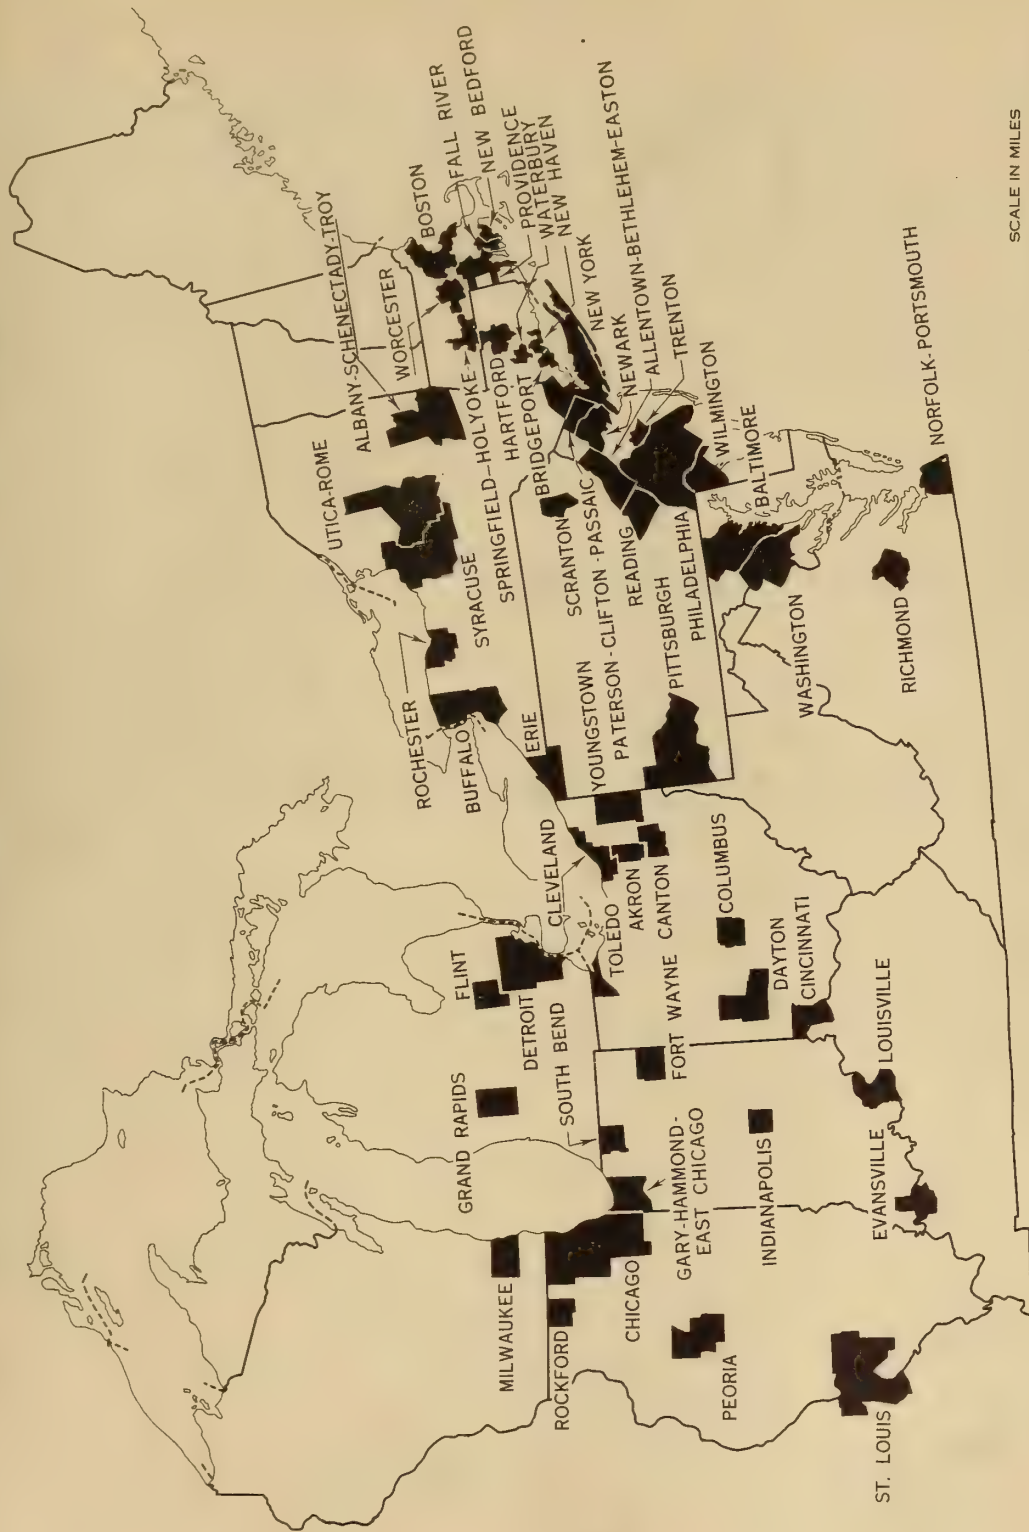 ALBANY-SCHENECTADY-TROY
WORCESTER
BOSTON
FALL RIVER
NEW BEDFORD
PROVIDENCE
WATERBURY
NEW HAVEN
NEW YORK
UTICA-ROME
SPRINGFIELD-HOLYOKE
HARTFORD
BRIDGEPORT
NEWARK
ALLENTOWN-BETHLEHEM-EASTON
TRENTON
WILMINGTON
BALTIMORE
NORFOLK-PORTSMOUTH
ROCHESTER
BUFFALO
SYRACUSE
ERIE
SCRANTON
YOUNGSTOWN
PATERSON-CLIFTON-PASSAIC
READING
PITTSBURGH
PHILADELPHIA
WASHINGTON
RICHMOND
FLINT
DETROIT
CLEVELAND
TOLEDO
AKRON
CANTON
COLUMBUS
DAYTON
CINCINNATI
GRAND RAPIDS
SOUTH BEND
FORT WAYNE
LOUISVILLE
MILWAUKEE
ROCKFORD
CHICAGO
GARY-HAMMOND-
EAST CHICAGO
INDIANAPOLIS
EVANSVILLE
PEORIA
ST. LOUIS
SCALE IN MILES